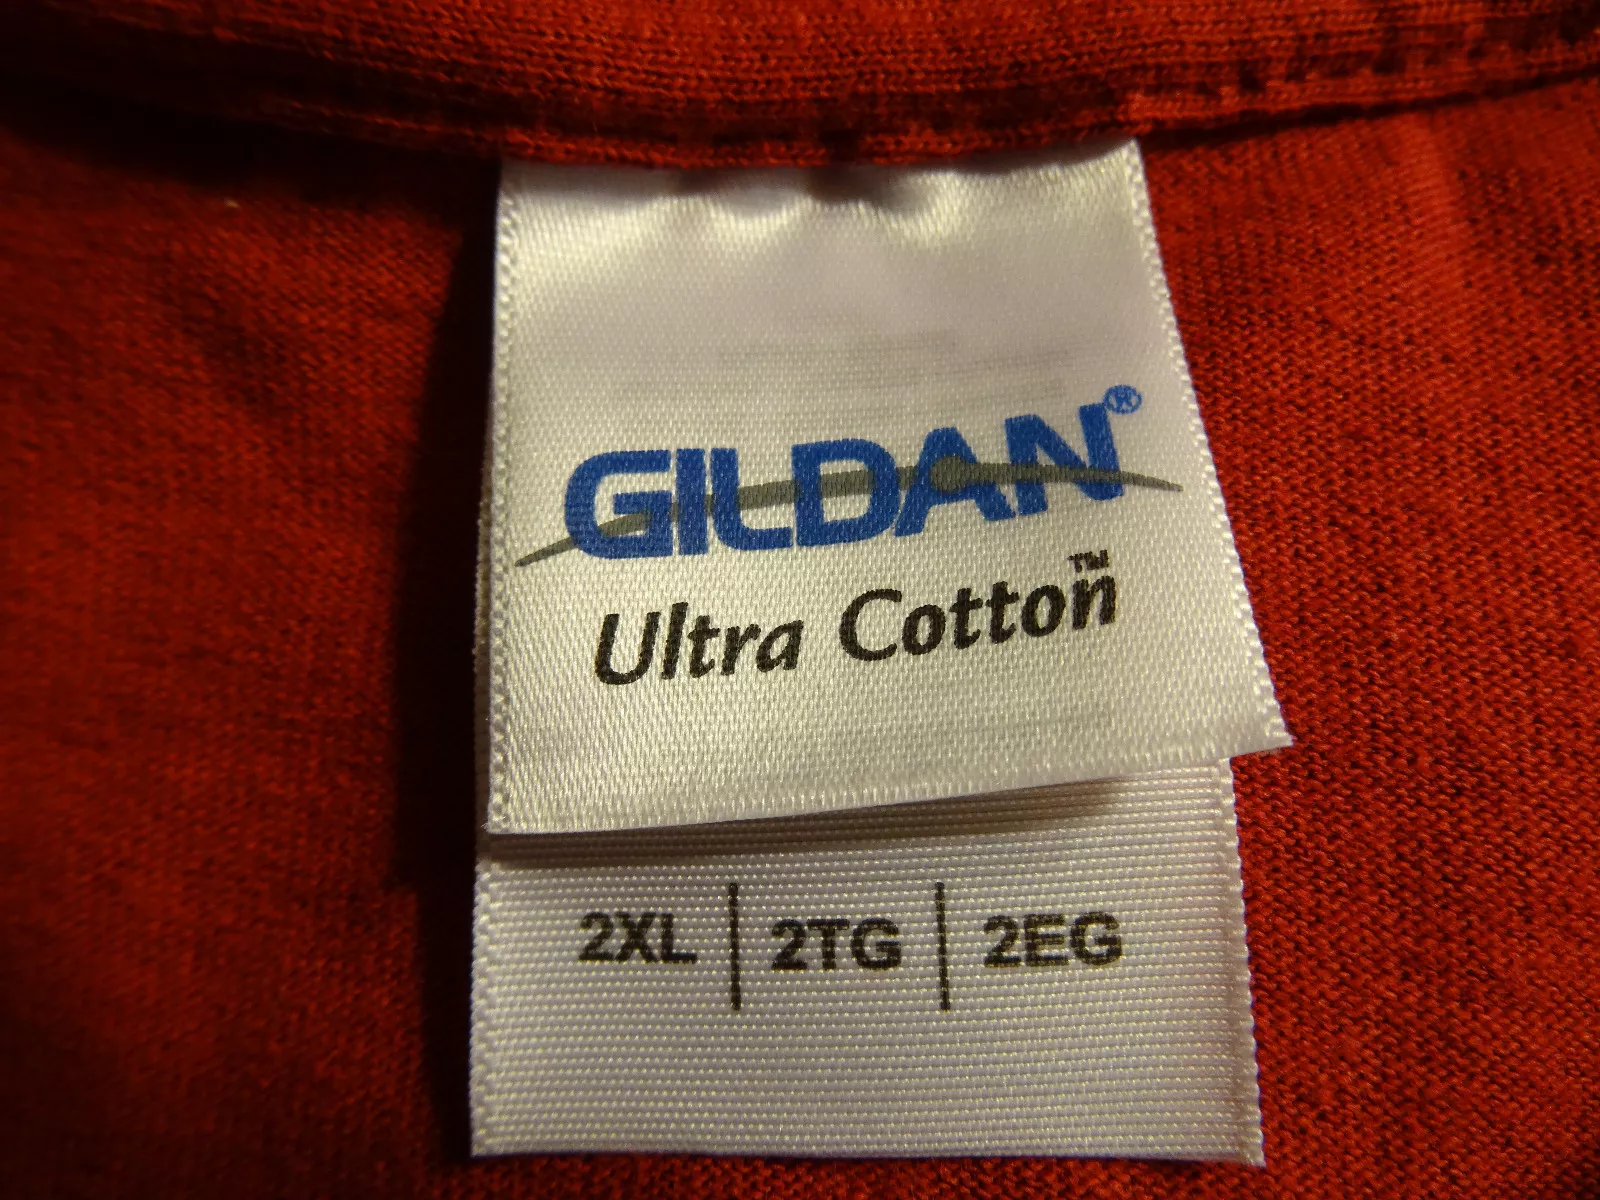 GILDAN®
Ultra Cotton™
2XL | 2TG | 2EG